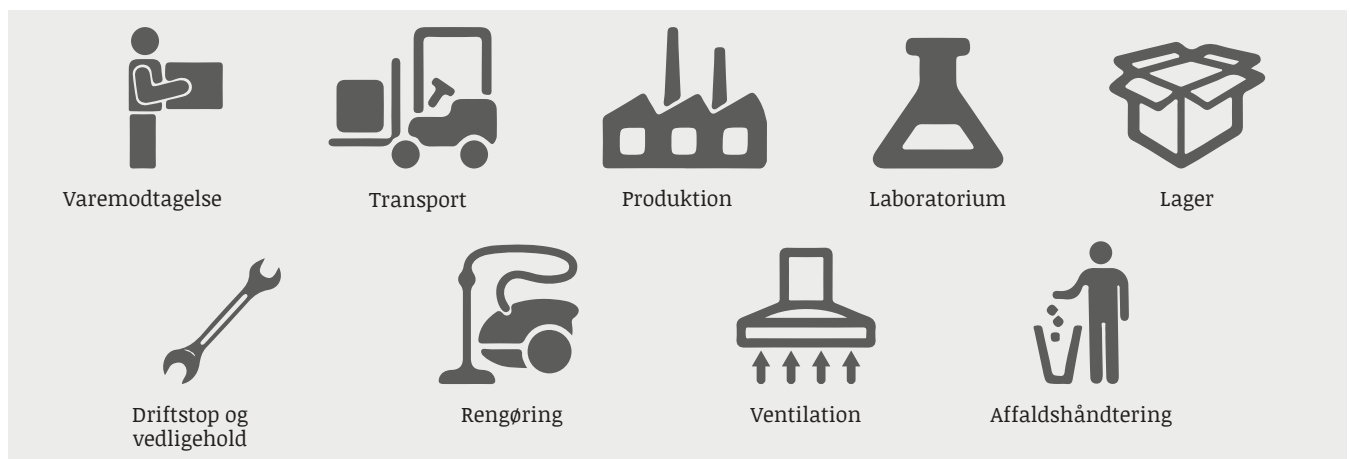 Varemodtagelse
Transport
Produktion
Laboratorium
Lager
Driftstop og
vedligehold
Rengøring
Ventilation
Affaldshåndtering